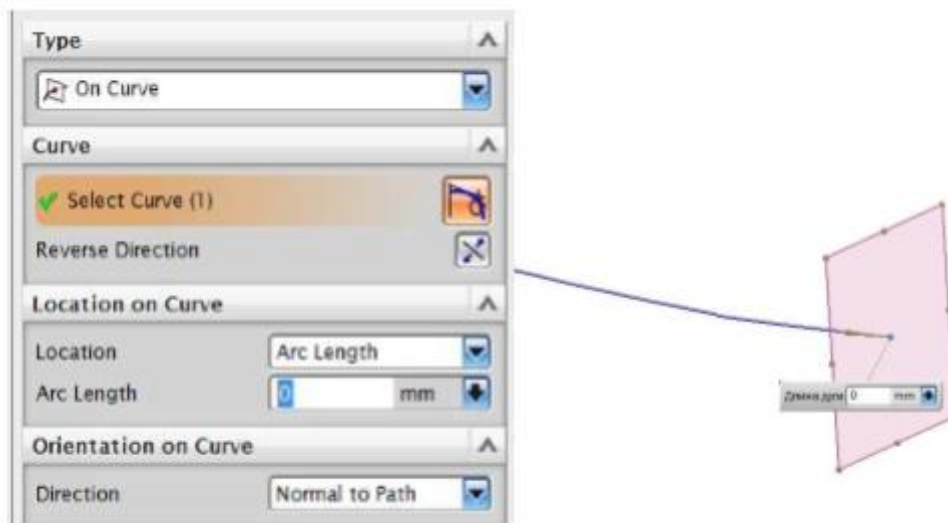 Type
On Curve
Curve
Select Curve (1)
Reverse Direction
Location on Curve
Location Arc Length
Arc Length 0 mm
Orientation on Curve
Direction Normal to Path
Длина дуги 0 mm